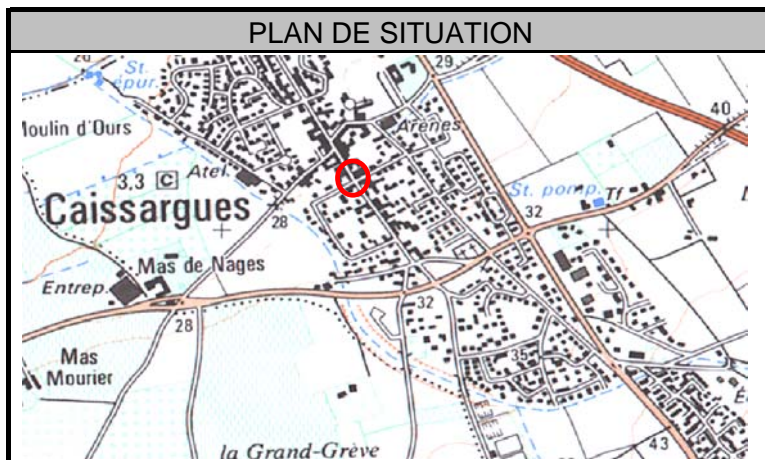 PLAN DE SITUATION
29
40
St.
épur.
Moulin d'Ours
Arènes
3,3 C Atel.
St. pomp. Tf
Caissargues
28
32
Mas de Nages
Entrep.
28
32
Mas
Mourier
35
la Grand-Grève
43